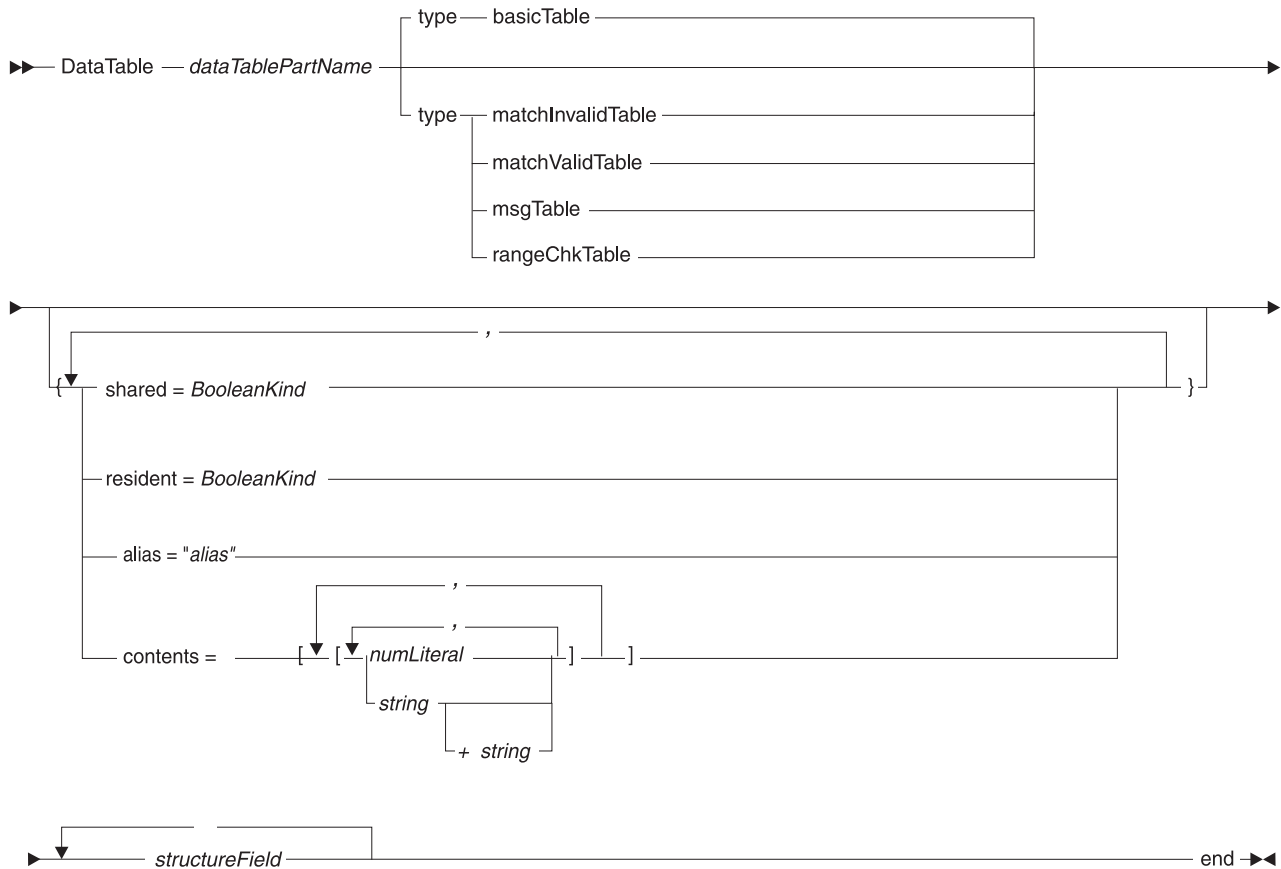 type basicTable
DataTable dataTablePartName
type matchInvalidTable
matchValidTable
msgTable
rangeChkTable
,
{ shared = BooleanKind }
resident = BooleanKind
alias = "alias"
,
,
contents = [ [ numLiteral ] ]
string
+ string
structureField end